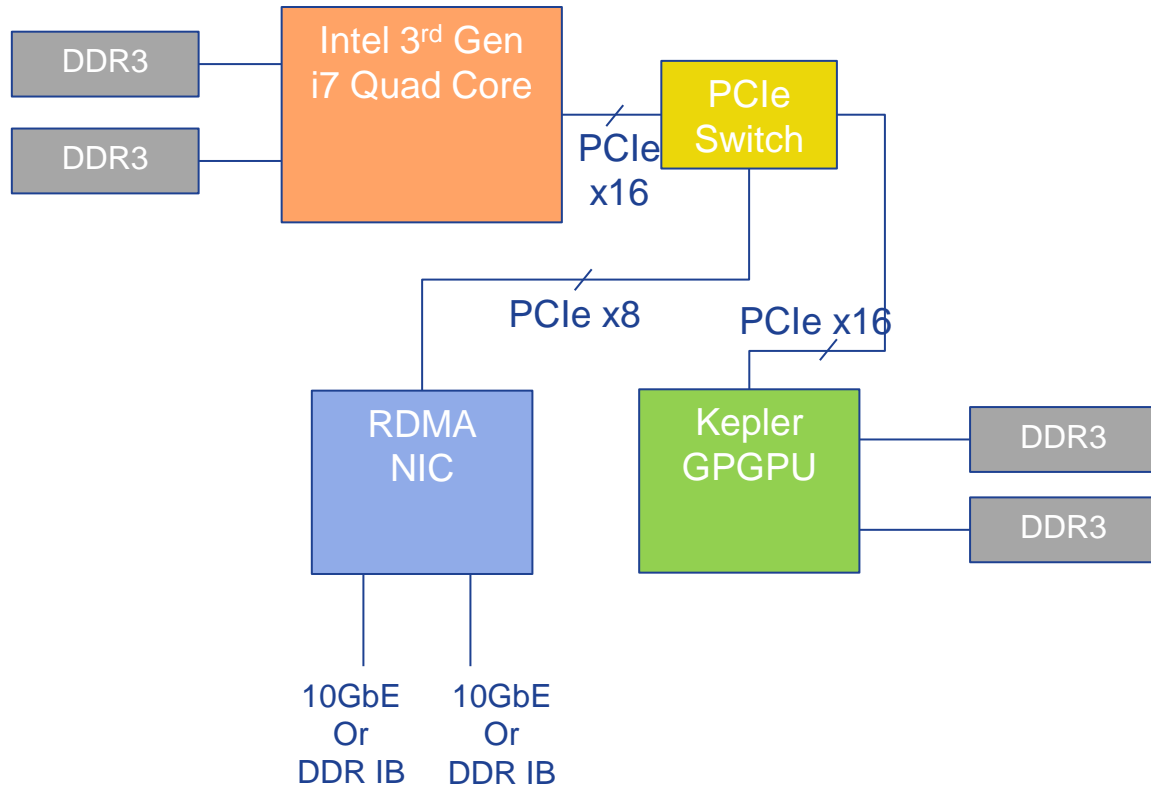 DDR3
DDR3
Intel 3rd Gen
i7 Quad Core
PCIe
x16
PCIe
Switch
PCIe x8
PCIe x16
RDMA
NIC
Kepler
GPGPU
DDR3
DDR3
10GbE
Or
DDR IB
10GbE
Or
DDR IB